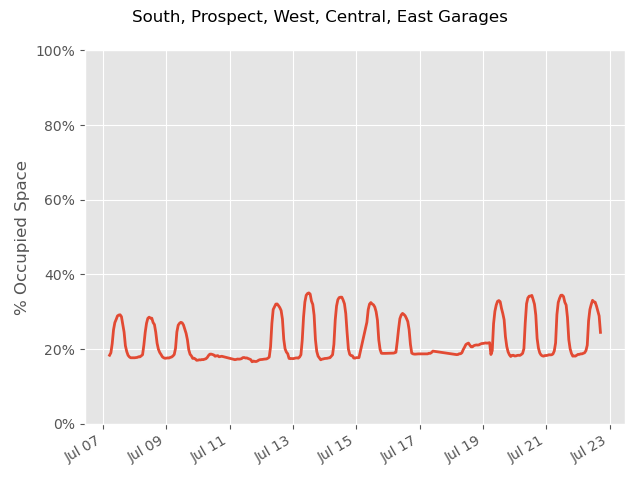 South, Prospect, West, Central, East Garages
100%
80%
60%
40%
20%
0%
% Occupied Space
Jul 07
Jul 09
Jul 11
Jul 13
Jul 15
Jul 17
Jul 19
Jul 21
Jul 23